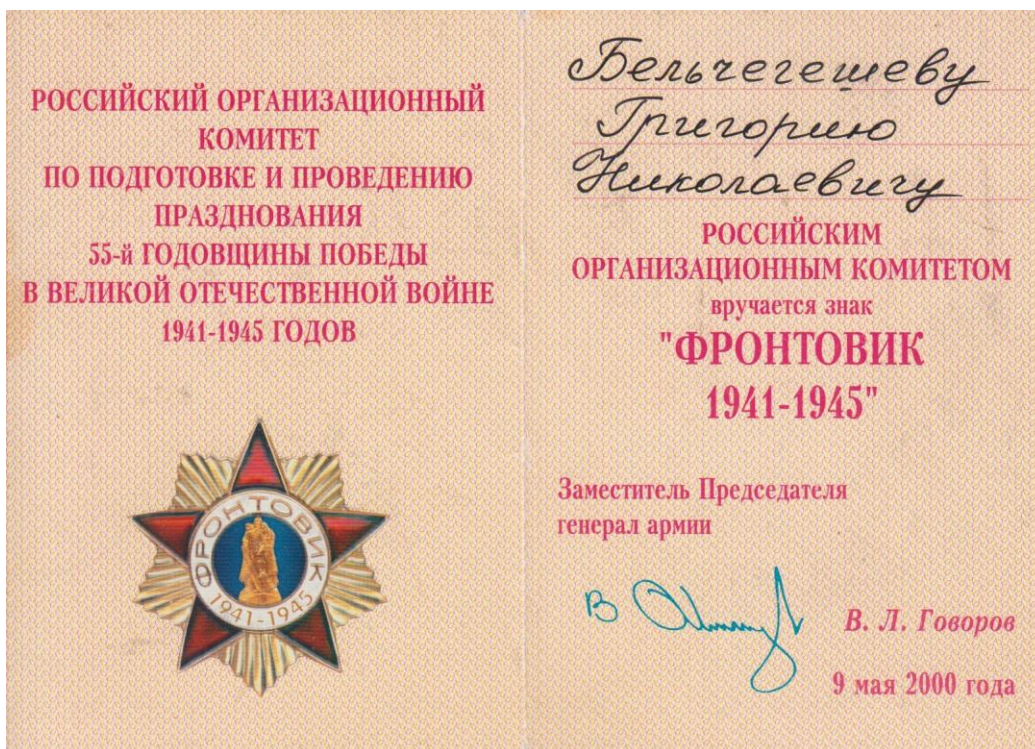 РОССИЙСКИЙ ОРГАНИЗАЦИОННЫЙ
КОМИТЕТ
ПО ПОДГОТОВКЕ И ПРОВЕДЕНИЮ
ПРАЗДНОВАНИЯ
55-й ГОДОВЩИНЫ ПОБЕДЫ
В ВЕЛИКОЙ ОТЕЧЕСТВЕННОЙ ВОЙНЕ
1941-1945 ГОДОВ
ФРОНТОВИК
1941-1945
Бельчегешеву
Григорию
Николаевичу
РОССИЙСКИМ
ОРГАНИЗАЦИОННЫМ КОМИТЕТОМ
вручается знак
"ФРОНТОВИК
1941-1945"
Заместитель Председателя
генерал армии
В. Л. Говоров
9 мая 2000 года